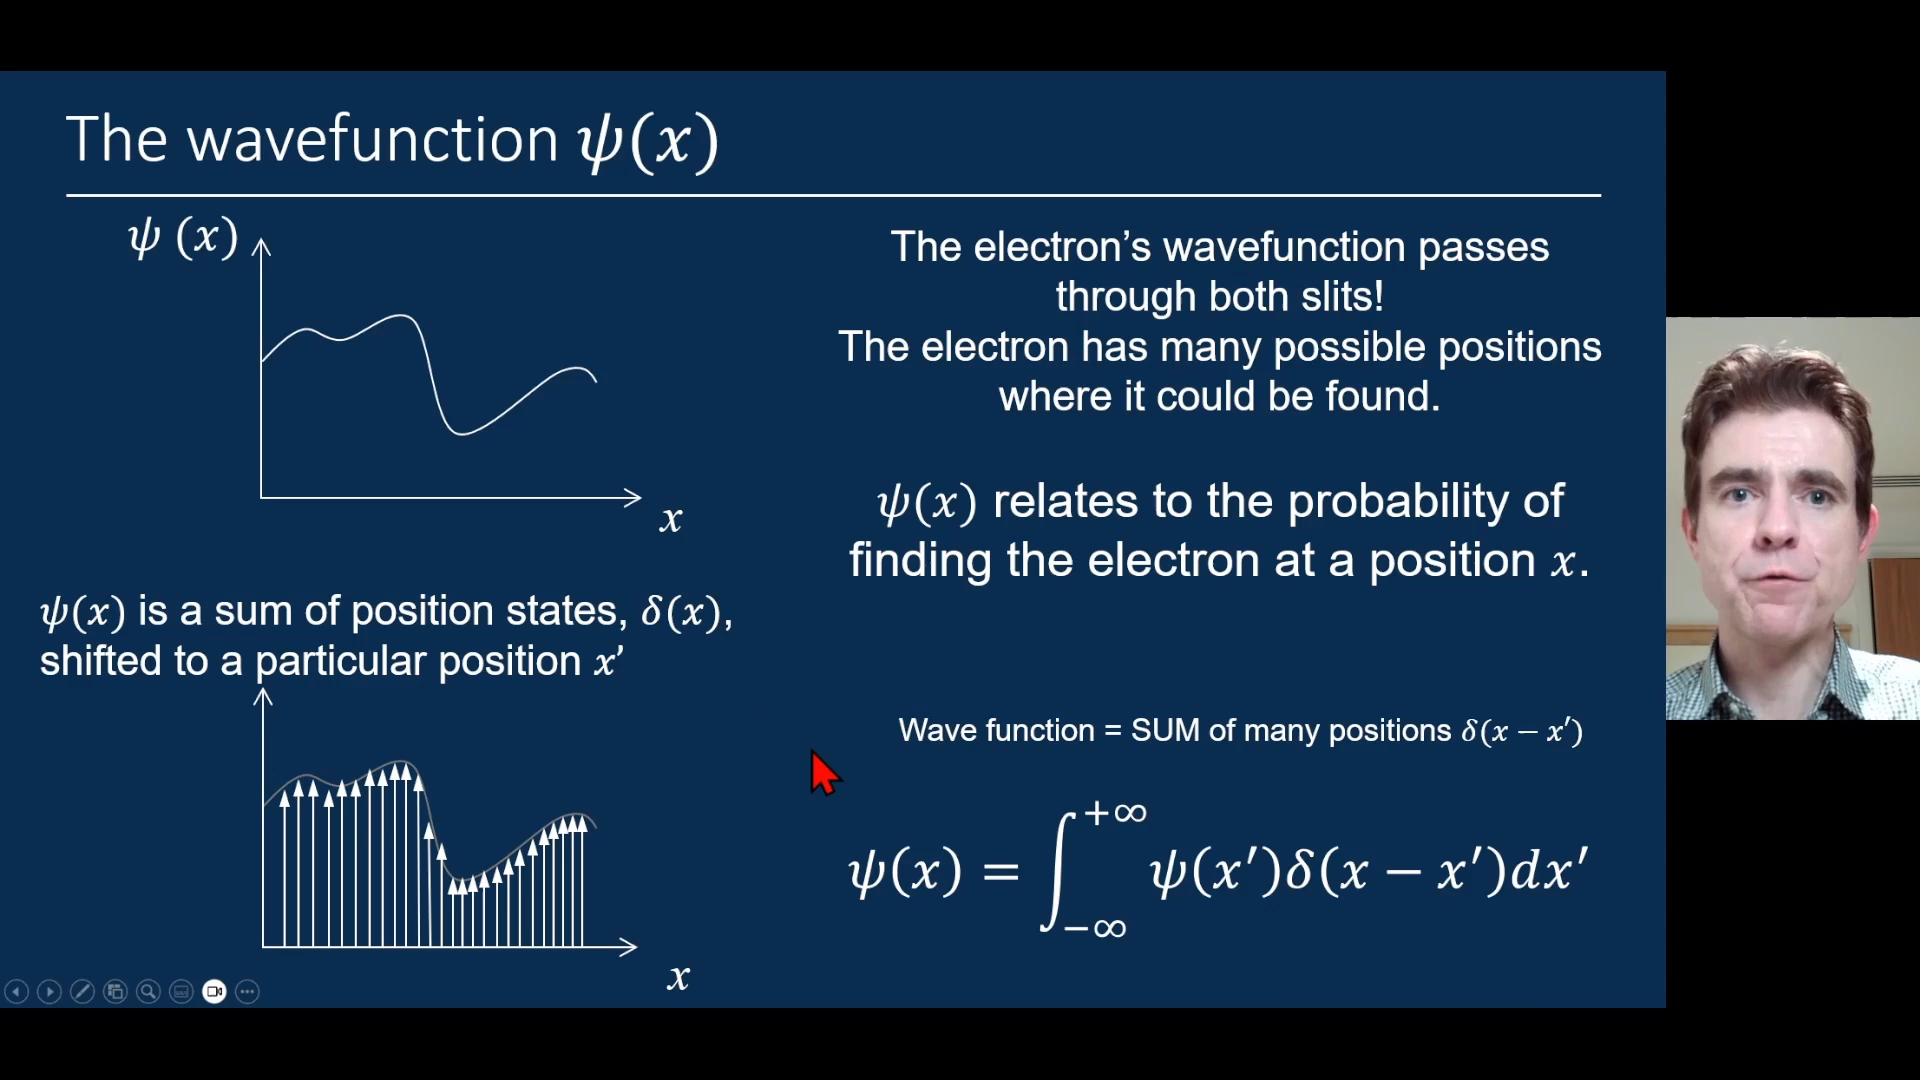 The wavefunction ψ(x)
ψ (x)
x
ψ(x) is a sum of position states, δ(x),
shifted to a particular position x’
x
The electron’s wavefunction passes
through both slits!
The electron has many possible positions
where it could be found.
ψ(x) relates to the probability of
finding the electron at a position x.
Wave function = SUM of many positions δ(x − x′)
ψ(x) = ∫_{−∞}^{+∞} ψ(x′)δ(x − x′)dx′